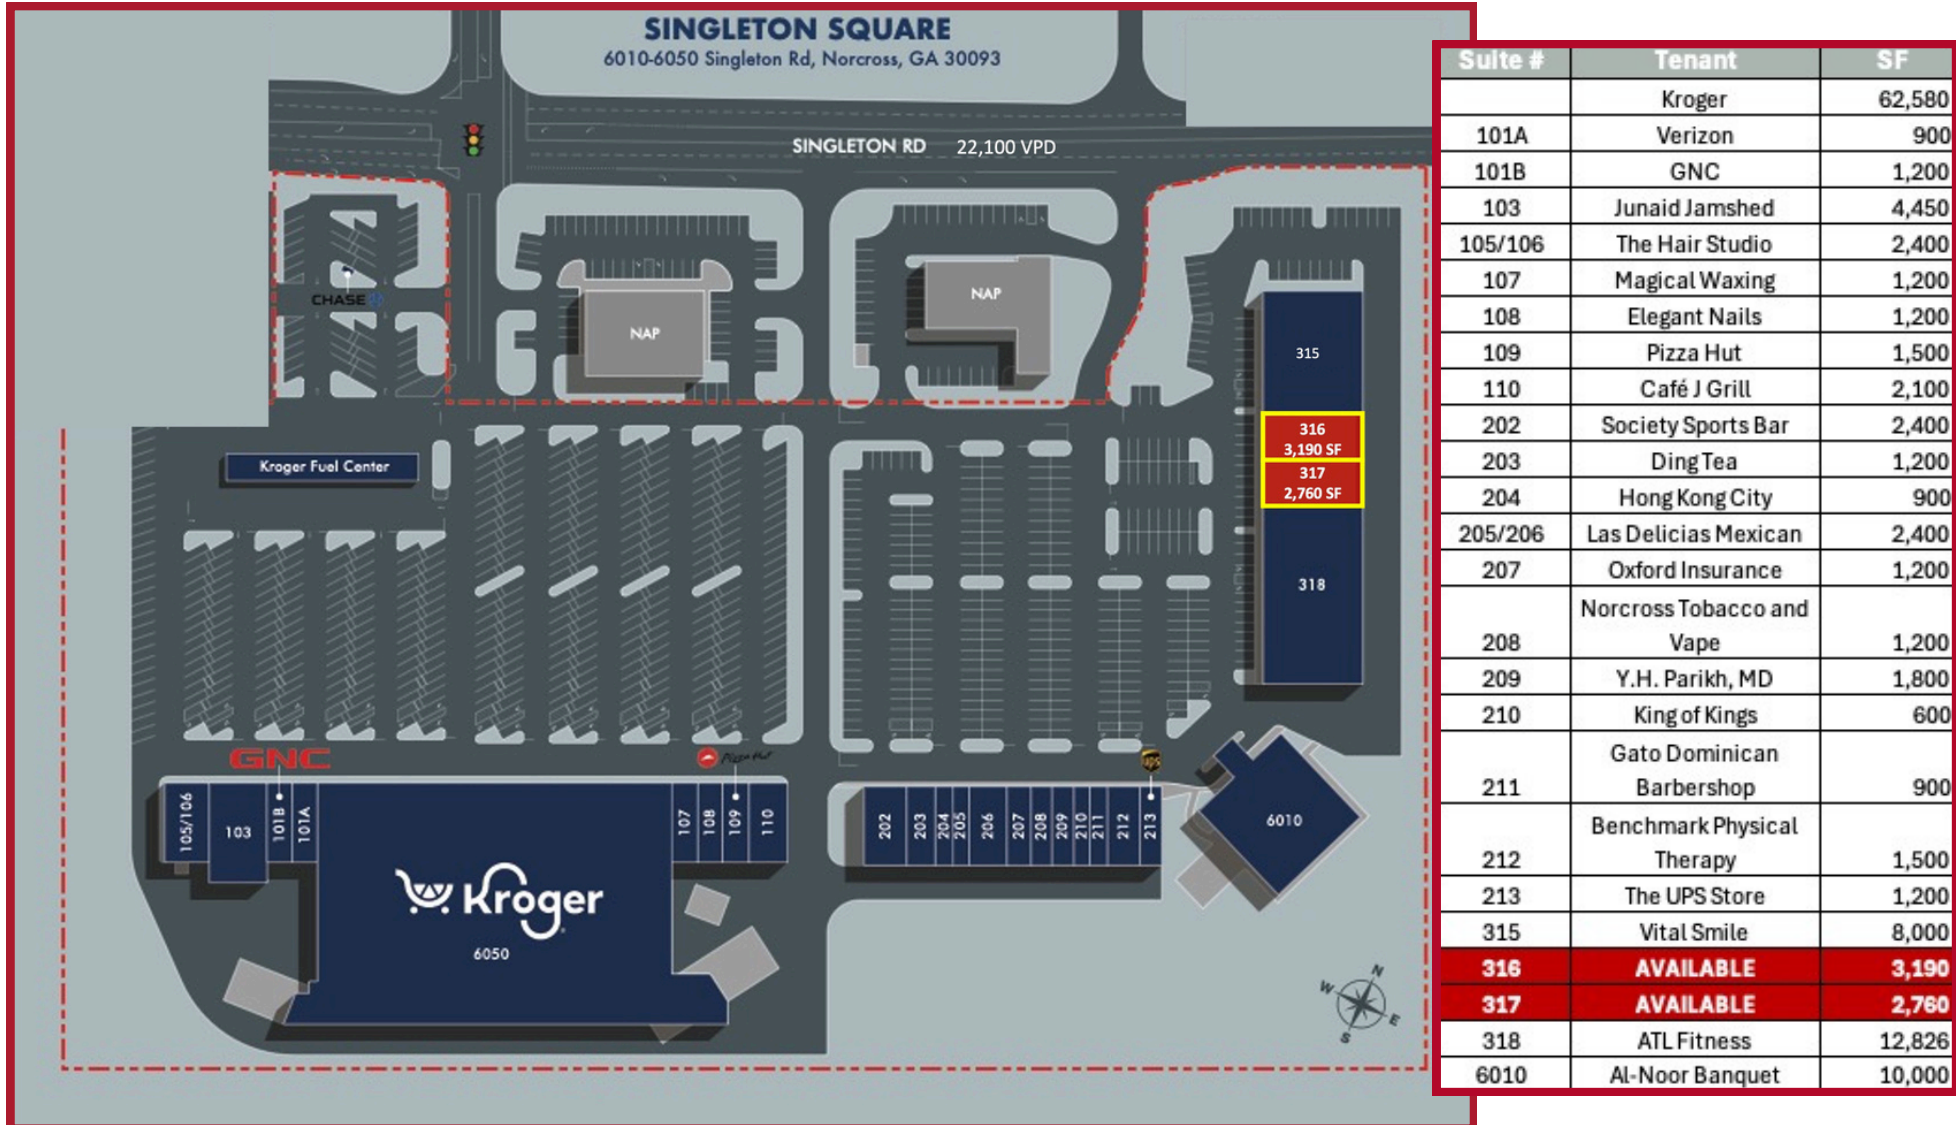 SINGLETON SQUARE
6010-6050 Singleton Rd, Norcross, GA 30093
SINGLETON RD 22,100 VPD
CHASE
NAP
NAP
315
316
3,190 SF
317
2,760 SF
318
Kroger Fuel Center
GNC
Pizza Hut
ups
105/106
103
101B
101A
107
108
109
110
202
203
204
205
206
207
208
209
210
211
212
213
6010
Kroger
6050
N
W
E
S
Suite # Tenant SF
Kroger 62,580
101A Verizon 900
101B GNC 1,200
103 Junaid Jamshed 4,450
105/106 The Hair Studio 2,400
107 Magical Waxing 1,200
108 Elegant Nails 1,200
109 Pizza Hut 1,500
110 Café J Grill 2,100
202 Society Sports Bar 2,400
203 Ding Tea 1,200
204 Hong Kong City 900
205/206 Las Delicias Mexican 2,400
207 Oxford Insurance 1,200
Norcross Tobacco and
208 Vape 1,200
209 Y.H. Parikh, MD 1,800
210 King of Kings 600
Gato Dominican
211 Barbershop 900
Benchmark Physical
212 Therapy 1,500
213 The UPS Store 1,200
315 Vital Smile 8,000
316 AVAILABLE 3,190
317 AVAILABLE 2,760
318 ATL Fitness 12,826
6010 Al-Noor Banquet 10,000